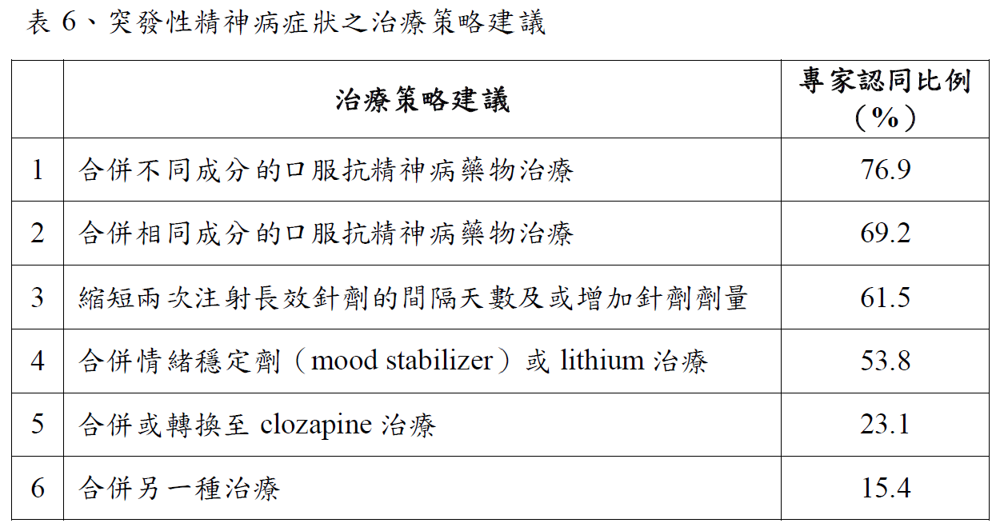 表 6、突發性精神病症狀之治療策略建議
治療策略建議
專家認同比例
（%）
1 合併不同成分的口服抗精神病藥物治療 76.9
2 合併相同成分的口服抗精神病藥物治療 69.2
3 縮短兩次注射長效針劑的間隔天數及或增加針劑劑量 61.5
4 合併情緒穩定劑（mood stabilizer）或 lithium 治療 53.8
5 合併或轉換至 clozapine 治療 23.1
6 合併另一種治療 15.4